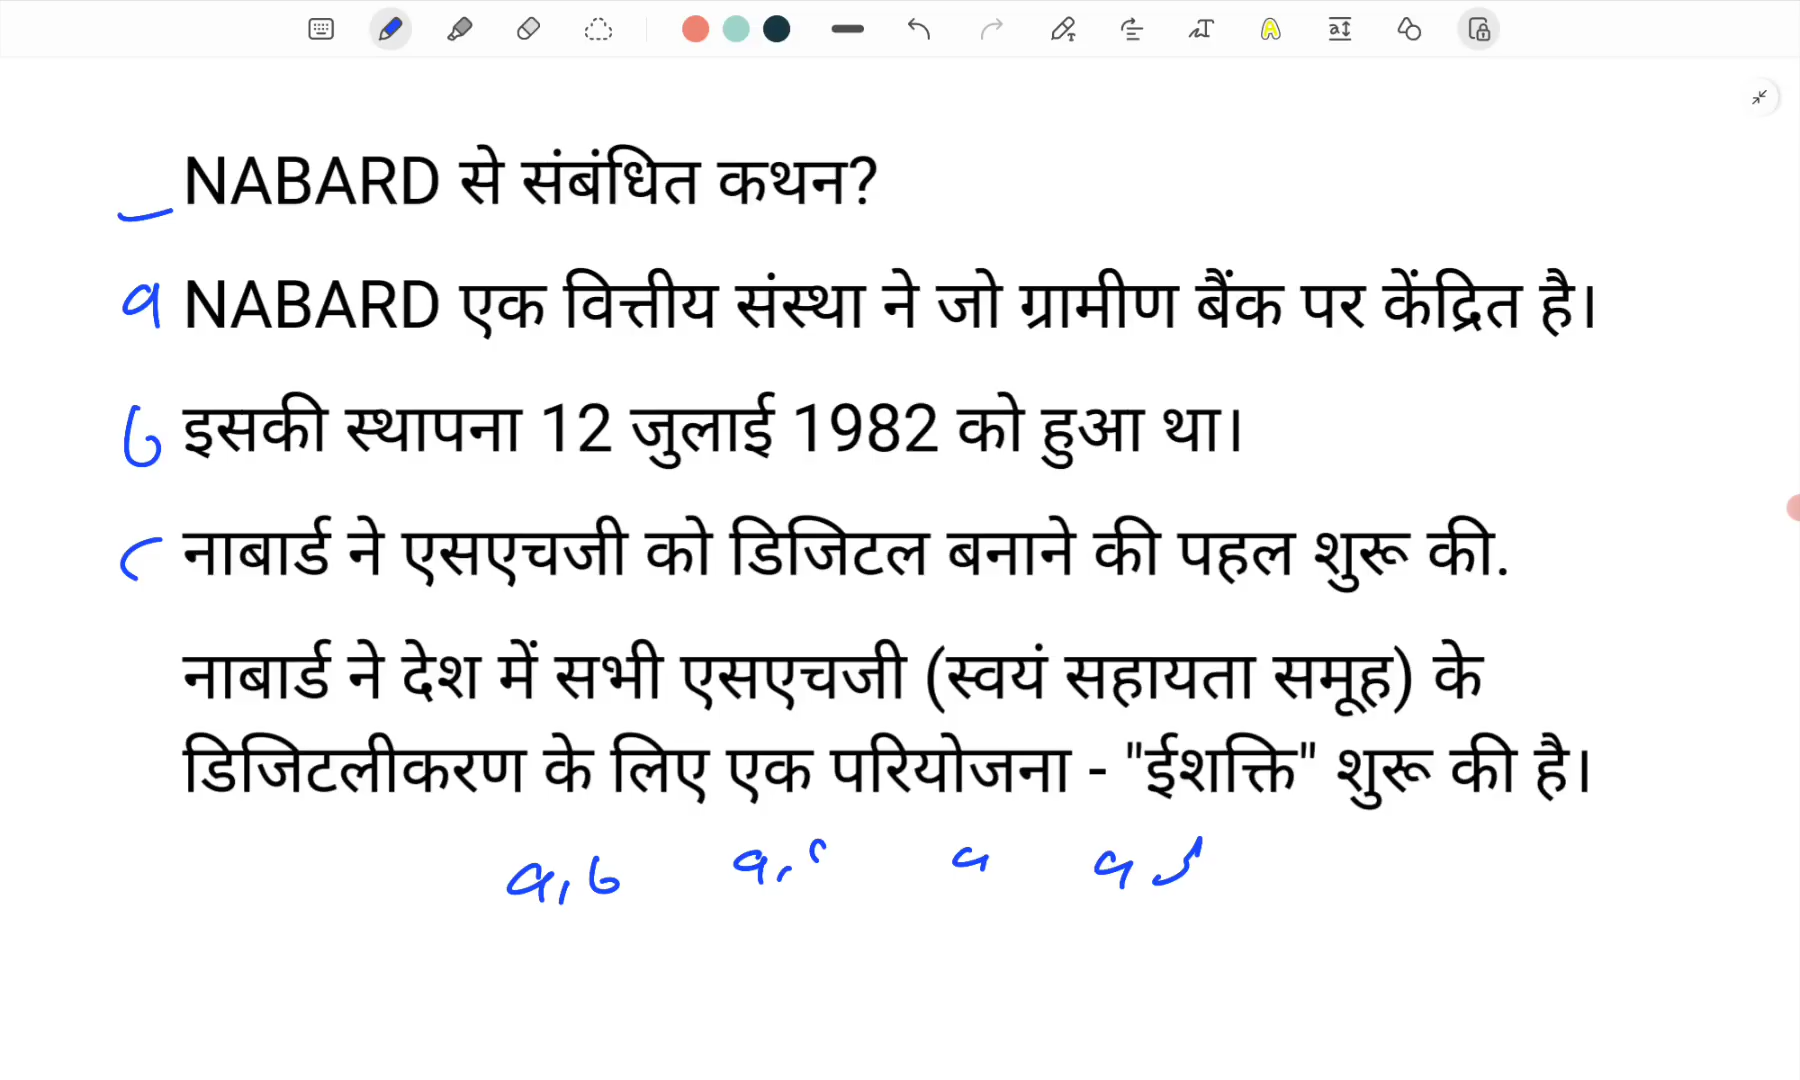 NABARD से संबंधित कथन?
a NABARD एक वित्तीय संस्था ने जो ग्रामीण बैंक पर केंद्रित है।
b इसकी स्थापना 12 जुलाई 1982 को हुआ था।
c नाबार्ड ने एसएचजी को डिजिटल बनाने की पहल शुरू की.
नाबार्ड ने देश में सभी एसएचजी (स्वयं सहायता समूह) के
डिजिटलीकरण के लिए एक परियोजना - "ईशक्ति" शुरू की है।
a, b a, c a a